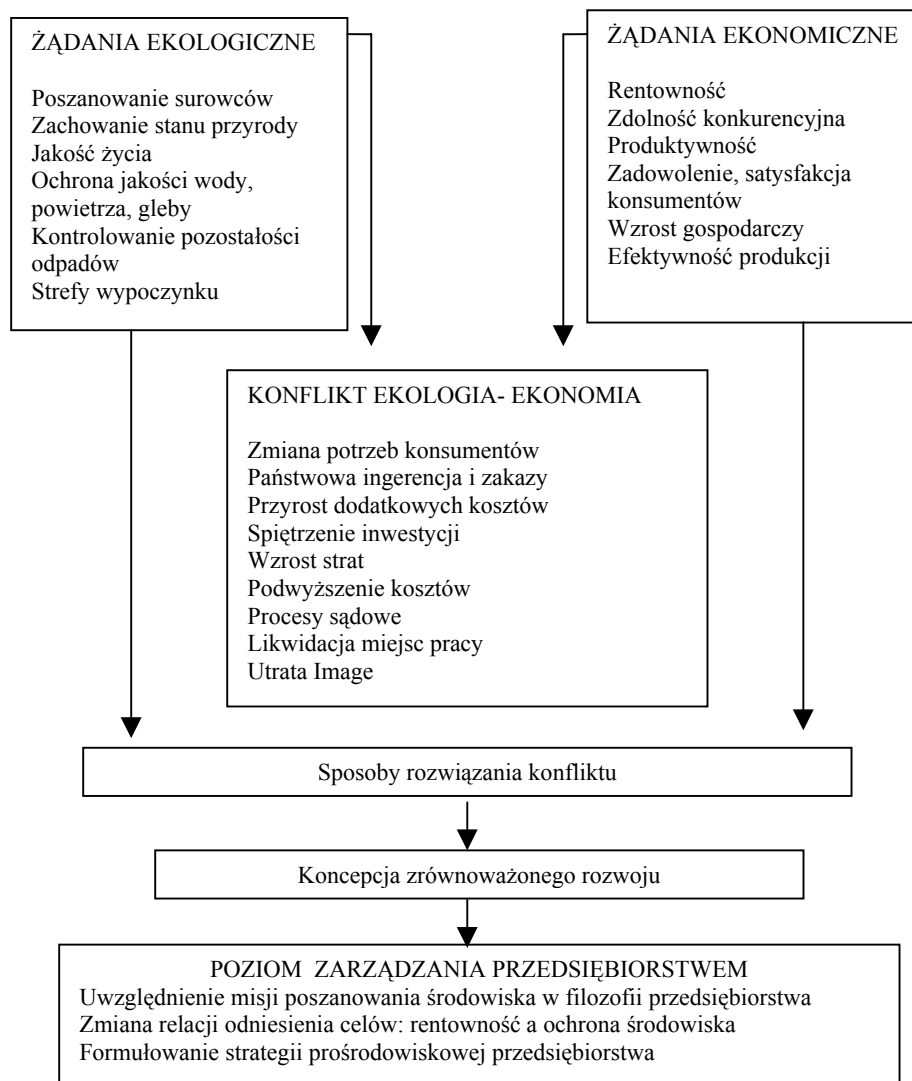 ŻĄDANIA EKOLOGICZNE
Poszanowanie surowców
Zachowanie stanu przyrody
Jakość życia
Ochrona jakości wody,
powietrza, gleby
Kontrolowanie pozostałości
odpadów
Strefy wypoczynku
ŻĄDANIA EKONOMICZNE
Rentowność
Zdolność konkurencyjna
Produktywność
Zadowolenie, satysfakcja
konsumentów
Wzrost gospodarczy
Efektywność produkcji
KONFLIKT EKOLOGIA- EKONOMIA
Zmiana potrzeb konsumentów
Państwowa ingerencja i zakazy
Przyrost dodatkowych kosztów
Spiętrzenie inwestycji
Wzrost strat
Podwyższenie kosztów
Procesy sądowe
Likwidacja miejsc pracy
Utrata Image
Sposoby rozwiązania konfliktu
Koncepcja zrównoważonego rozwoju
POZIOM ZARZĄDZANIA PRZEDSIĘBIORSTWEM
Uwzględnienie misji poszanowania środowiska w filozofii przedsiębiorstwa
Zmiana relacji odniesienia celów: rentowność a ochrona środowiska
Formułowanie strategii prośrodowiskowej przedsiębiorstwa